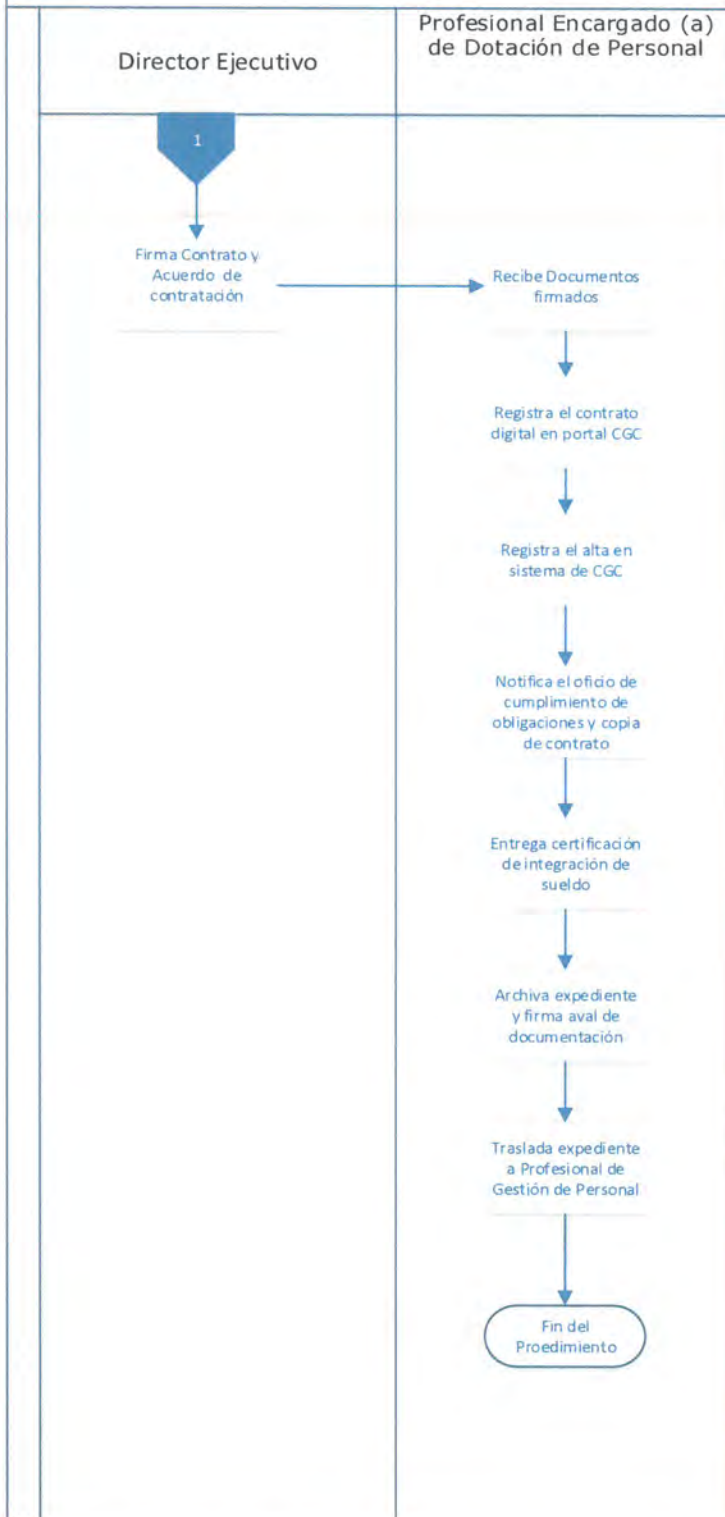 Director Ejecutivo
Profesional Encargado (a)
de Dotación de Personal
1
Firma Contrato y
Acuerdo de
contratación
Recibe Documentos
firmados
Registra el contrato
digital en portal CGC
Registra el alta en
sistema de CGC
Notifica el oficio de
cumplimiento de
obligaciones y copia
de contrato
Entrega certificación
de integración de
sueldo
Archiva expediente
y firma aval de
documentación
Traslada expediente
a Profesional de
Gestión de Personal
Fin del
Proedimiento